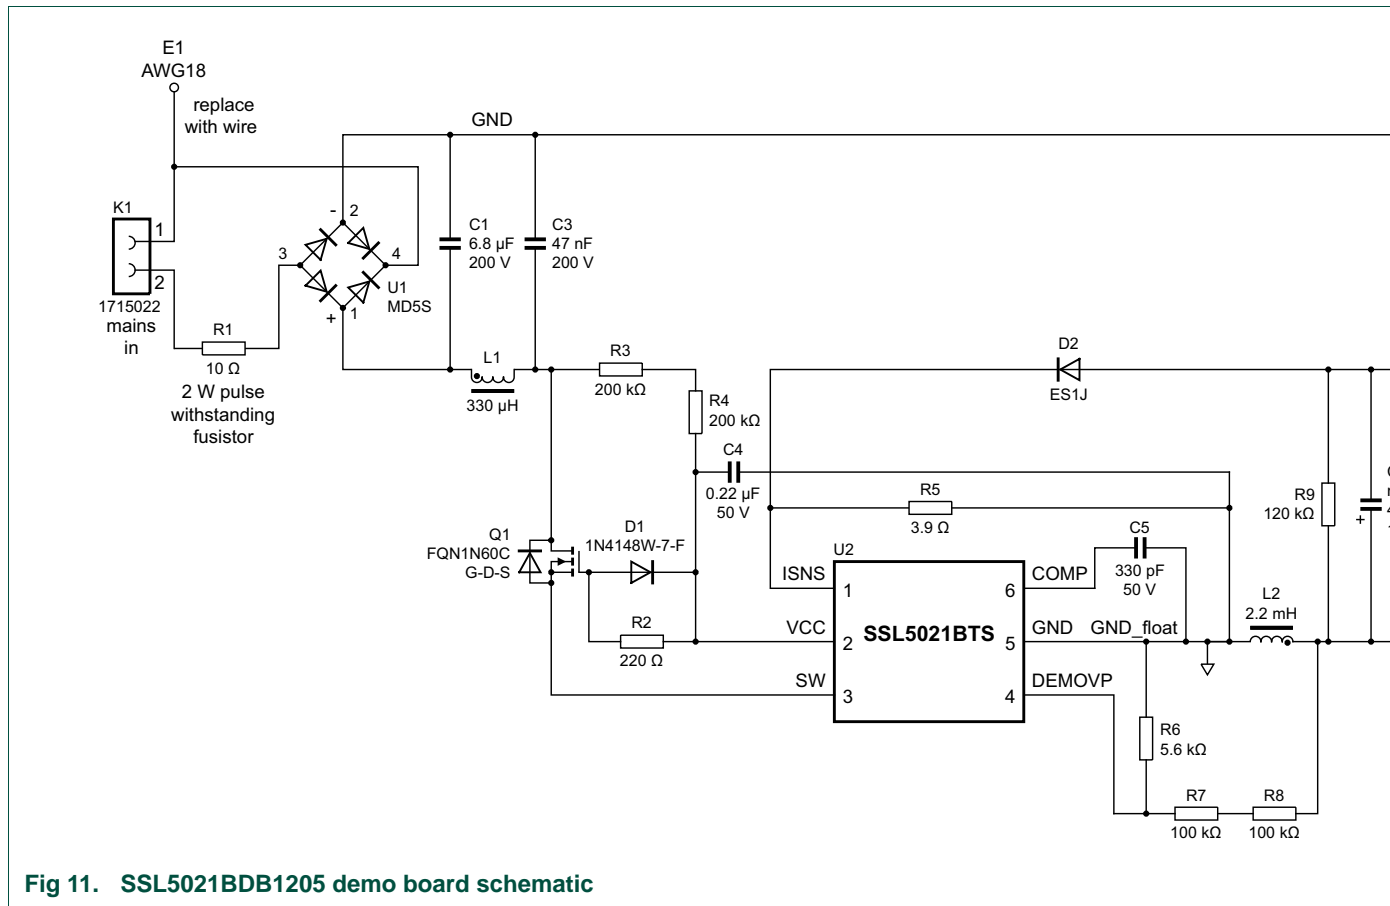 E1
AWG18
replace
with wire
GND
K1
1
2
1715022
mains
in
R1
10 Ω
2 W pulse
withstanding
fusistor
- 2
3
4
+ 1
U1
MD5S
C1
6.8 µF
200 V
C3
47 nF
200 V
L1
330 µH
R3
200 kΩ
R4
200 kΩ
C4
0.22 µF
50 V
D2
ES1J
R5
3.9 Ω
R9
120 kΩ
+
Q1
FQN1N60C
G-D-S
D1
1N4148W-7-F
R2
220 Ω
U2
SSL5021BTS
ISNS
1
VCC
2
SW
3
COMP
6
GND
5
DEMOVP
4
C5
330 pF
50 V
GND_float
L2
2.2 mH
R6
5.6 kΩ
R7
100 kΩ
R8
100 kΩ
Fig 11. SSL5021BDB1205 demo board schematic